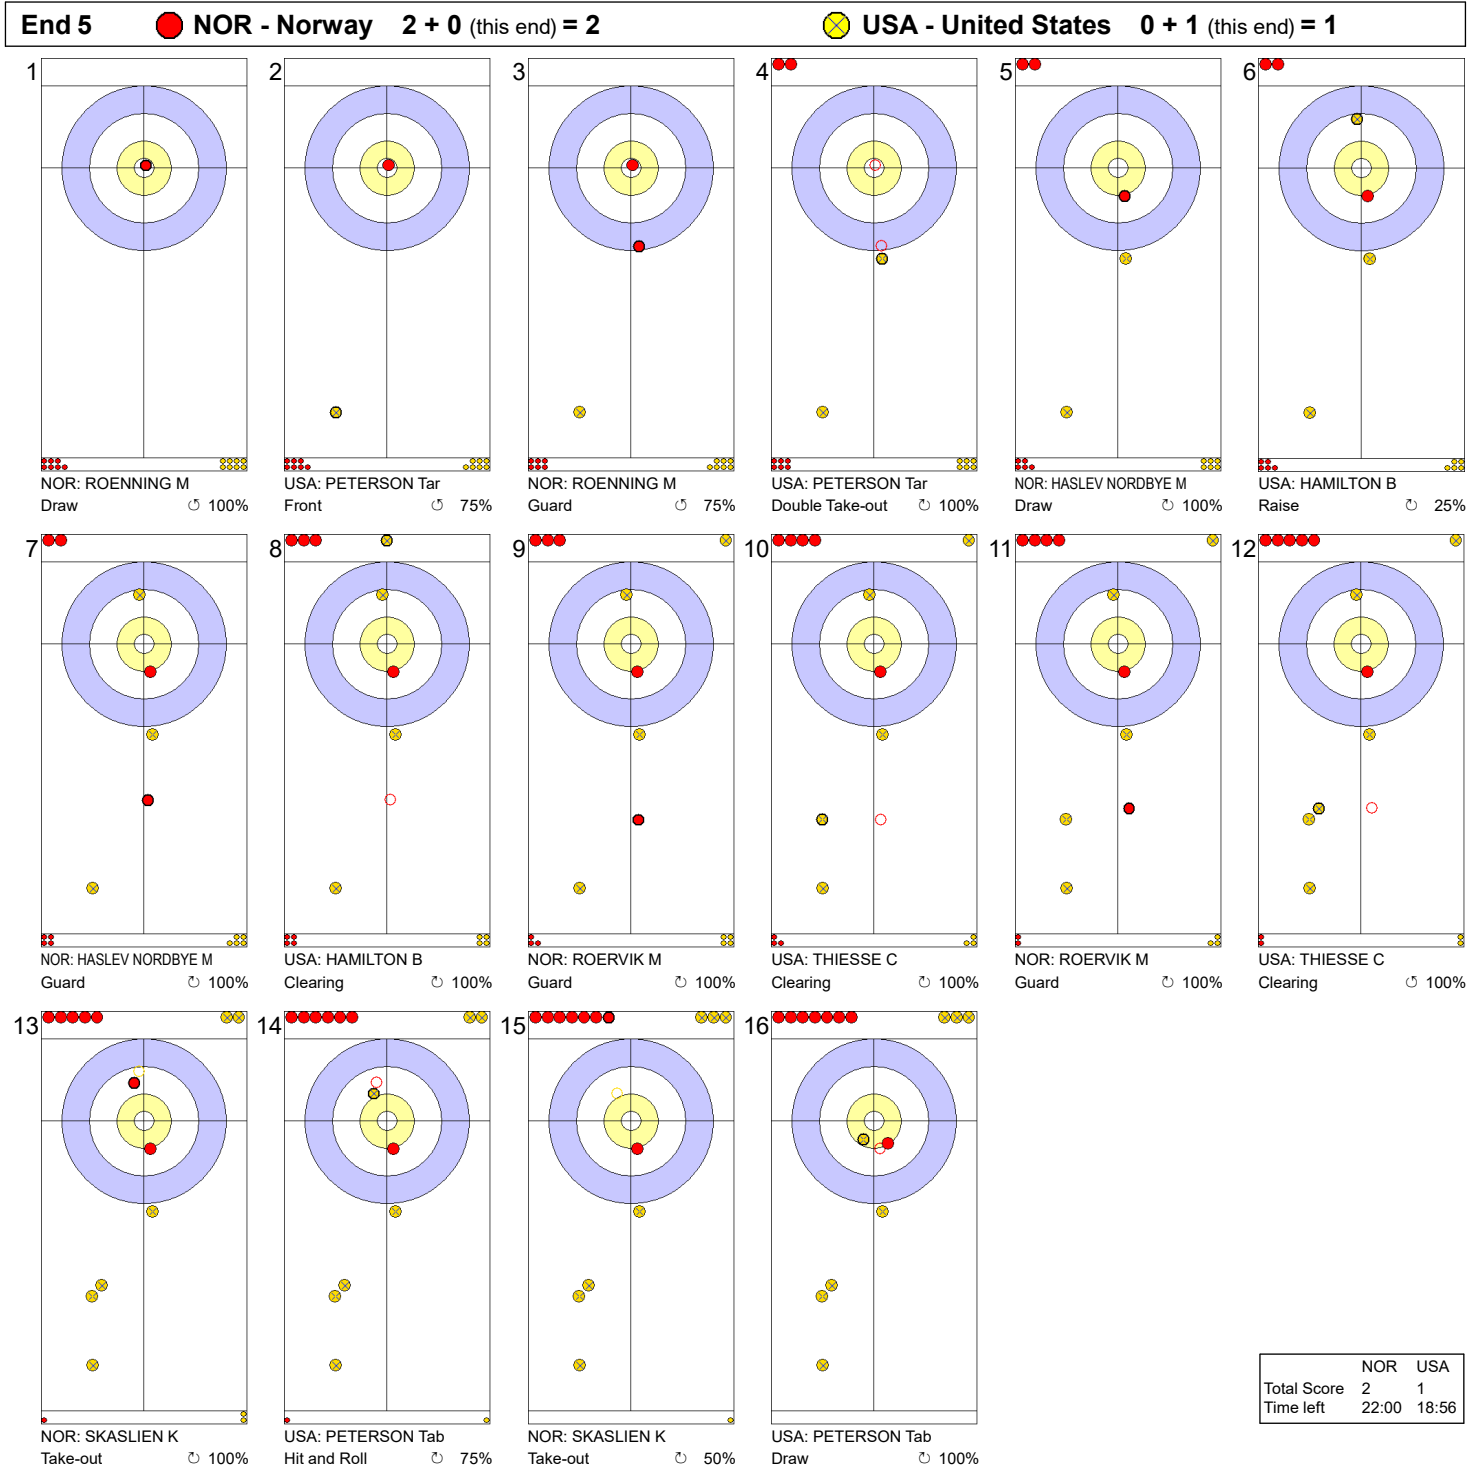 End 5 NOR - Norway 2 + 0 (this end) = 2 USA - United States 0 + 1 (this end) = 1
1 2 3 4 5 6
NOR: ROENNING M USA: PETERSON Tar NOR: ROENNING M USA: PETERSON Tar NOR: HASLEV NORDBYE M USA: HAMILTON B
Draw ↻ 100% Front ↺ 75% Guard ↺ 75% Double Take-out ↻ 100% Draw ↻ 100% Raise ↻ 25%
7 8 9 10 11 12
NOR: HASLEV NORDBYE M USA: HAMILTON B NOR: ROERVIK M USA: THIESSE C NOR: ROERVIK M USA: THIESSE C
Guard ↻ 100% Clearing ↻ 100% Guard ↻ 100% Clearing ↻ 100% Guard ↻ 100% Clearing ↻ 100%
13 14 15 16
NOR: SKASLIEN K USA: PETERSON Tab NOR: SKASLIEN K USA: PETERSON Tab
Take-out ↻ 100% Hit and Roll ↻ 75% Take-out ↻ 50% Draw ↻ 100%
NOR USA
Total Score 2 1
Time left 22:00 18:56